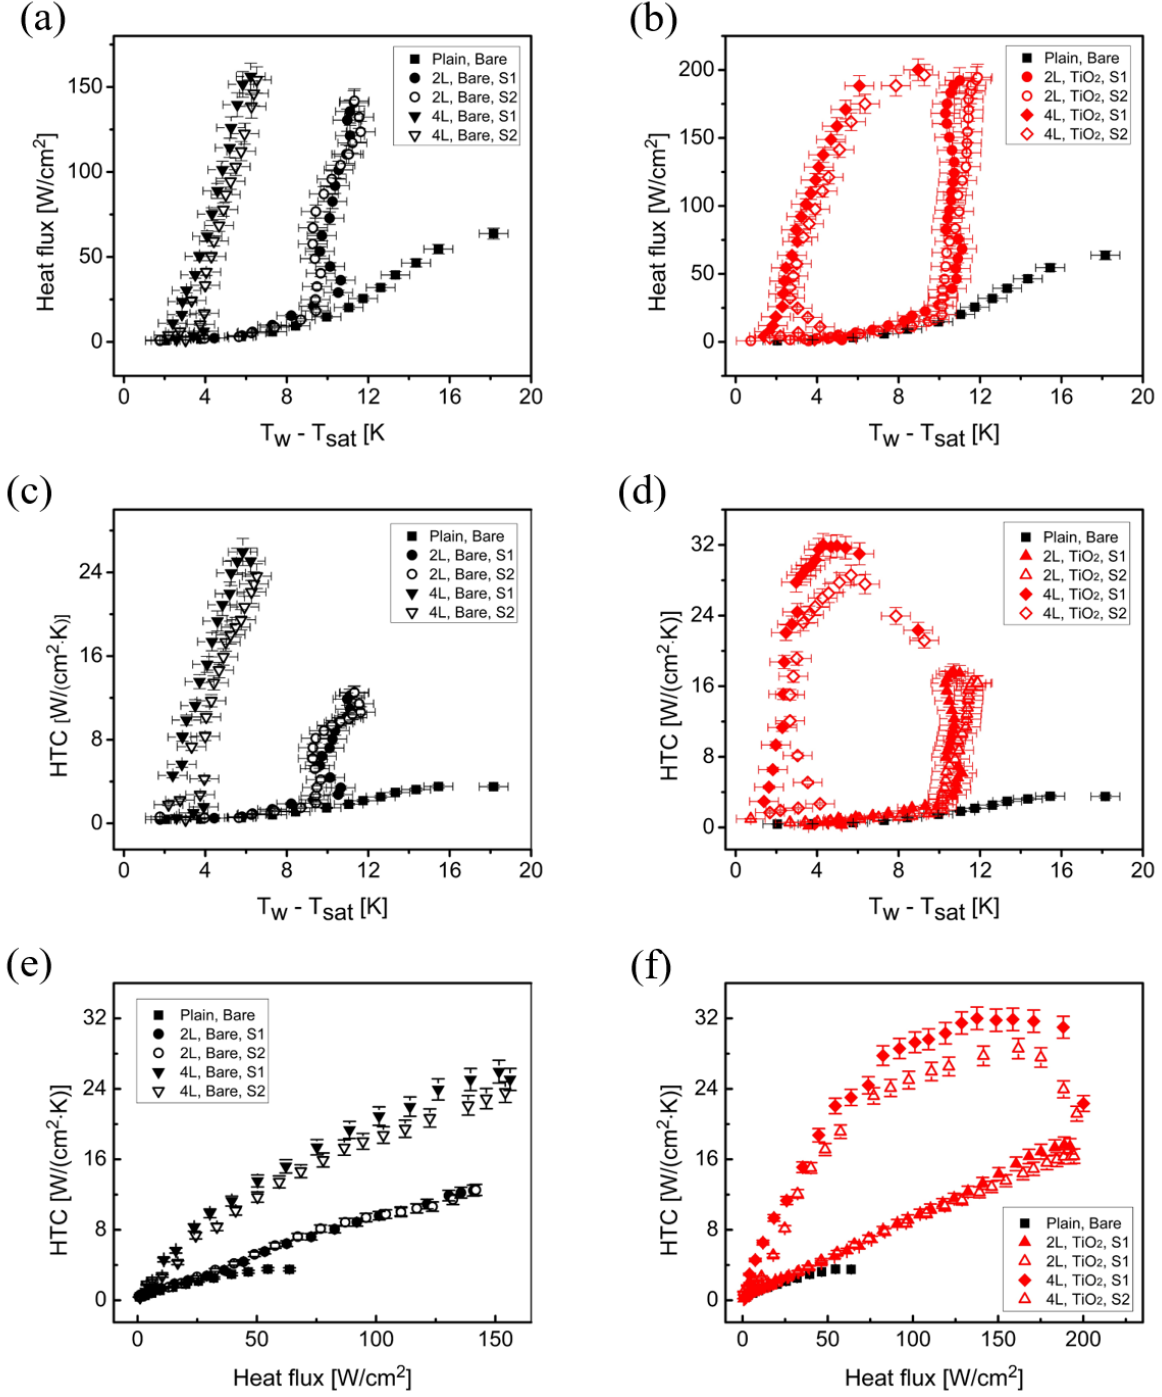 (a)
Heat flux [W/cm²]
150
100
50
0
Plain, Bare
2L, Bare, S1
2L, Bare, S2
4L, Bare, S1
4L, Bare, S2
0 4 8 12 16 20
Tw - Tsat [K
(b)
Heat flux [W/cm²]
200
150
100
50
0
Plain, Bare
2L, TiO₂, S1
2L, TiO₂, S2
4L, TiO₂, S1
4L, TiO₂, S2
0 4 8 12 16 20
Tw - Tsat [K]
(c)
HTC [W/(cm²·K)]
24
16
8
0
Plain, Bare
2L, Bare, S1
2L, Bare, S2
4L, Bare, S1
4L, Bare, S2
0 4 8 12 16 20
Tw - Tsat [K]
(d)
HTC [W/(cm²·K)]
32
24
16
8
0
Plain, Bare
2L, TiO₂, S1
2L, TiO₂, S2
4L, TiO₂, S1
4L, TiO₂, S2
0 4 8 12 16 20
Tw - Tsat [K]
(e)
HTC [W/(cm²·K)]
32
24
16
8
0
Plain, Bare
2L, Bare, S1
2L, Bare, S2
4L, Bare, S1
4L, Bare, S2
0 50 100 150
Heat flux [W/cm²]
(f)
HTC [W/(cm²·K)]
32
24
16
8
0
Plain, Bare
2L, TiO₂, S1
2L, TiO₂, S2
4L, TiO₂, S1
4L, TiO₂, S2
0 50 100 150 200
Heat flux [W/cm²]